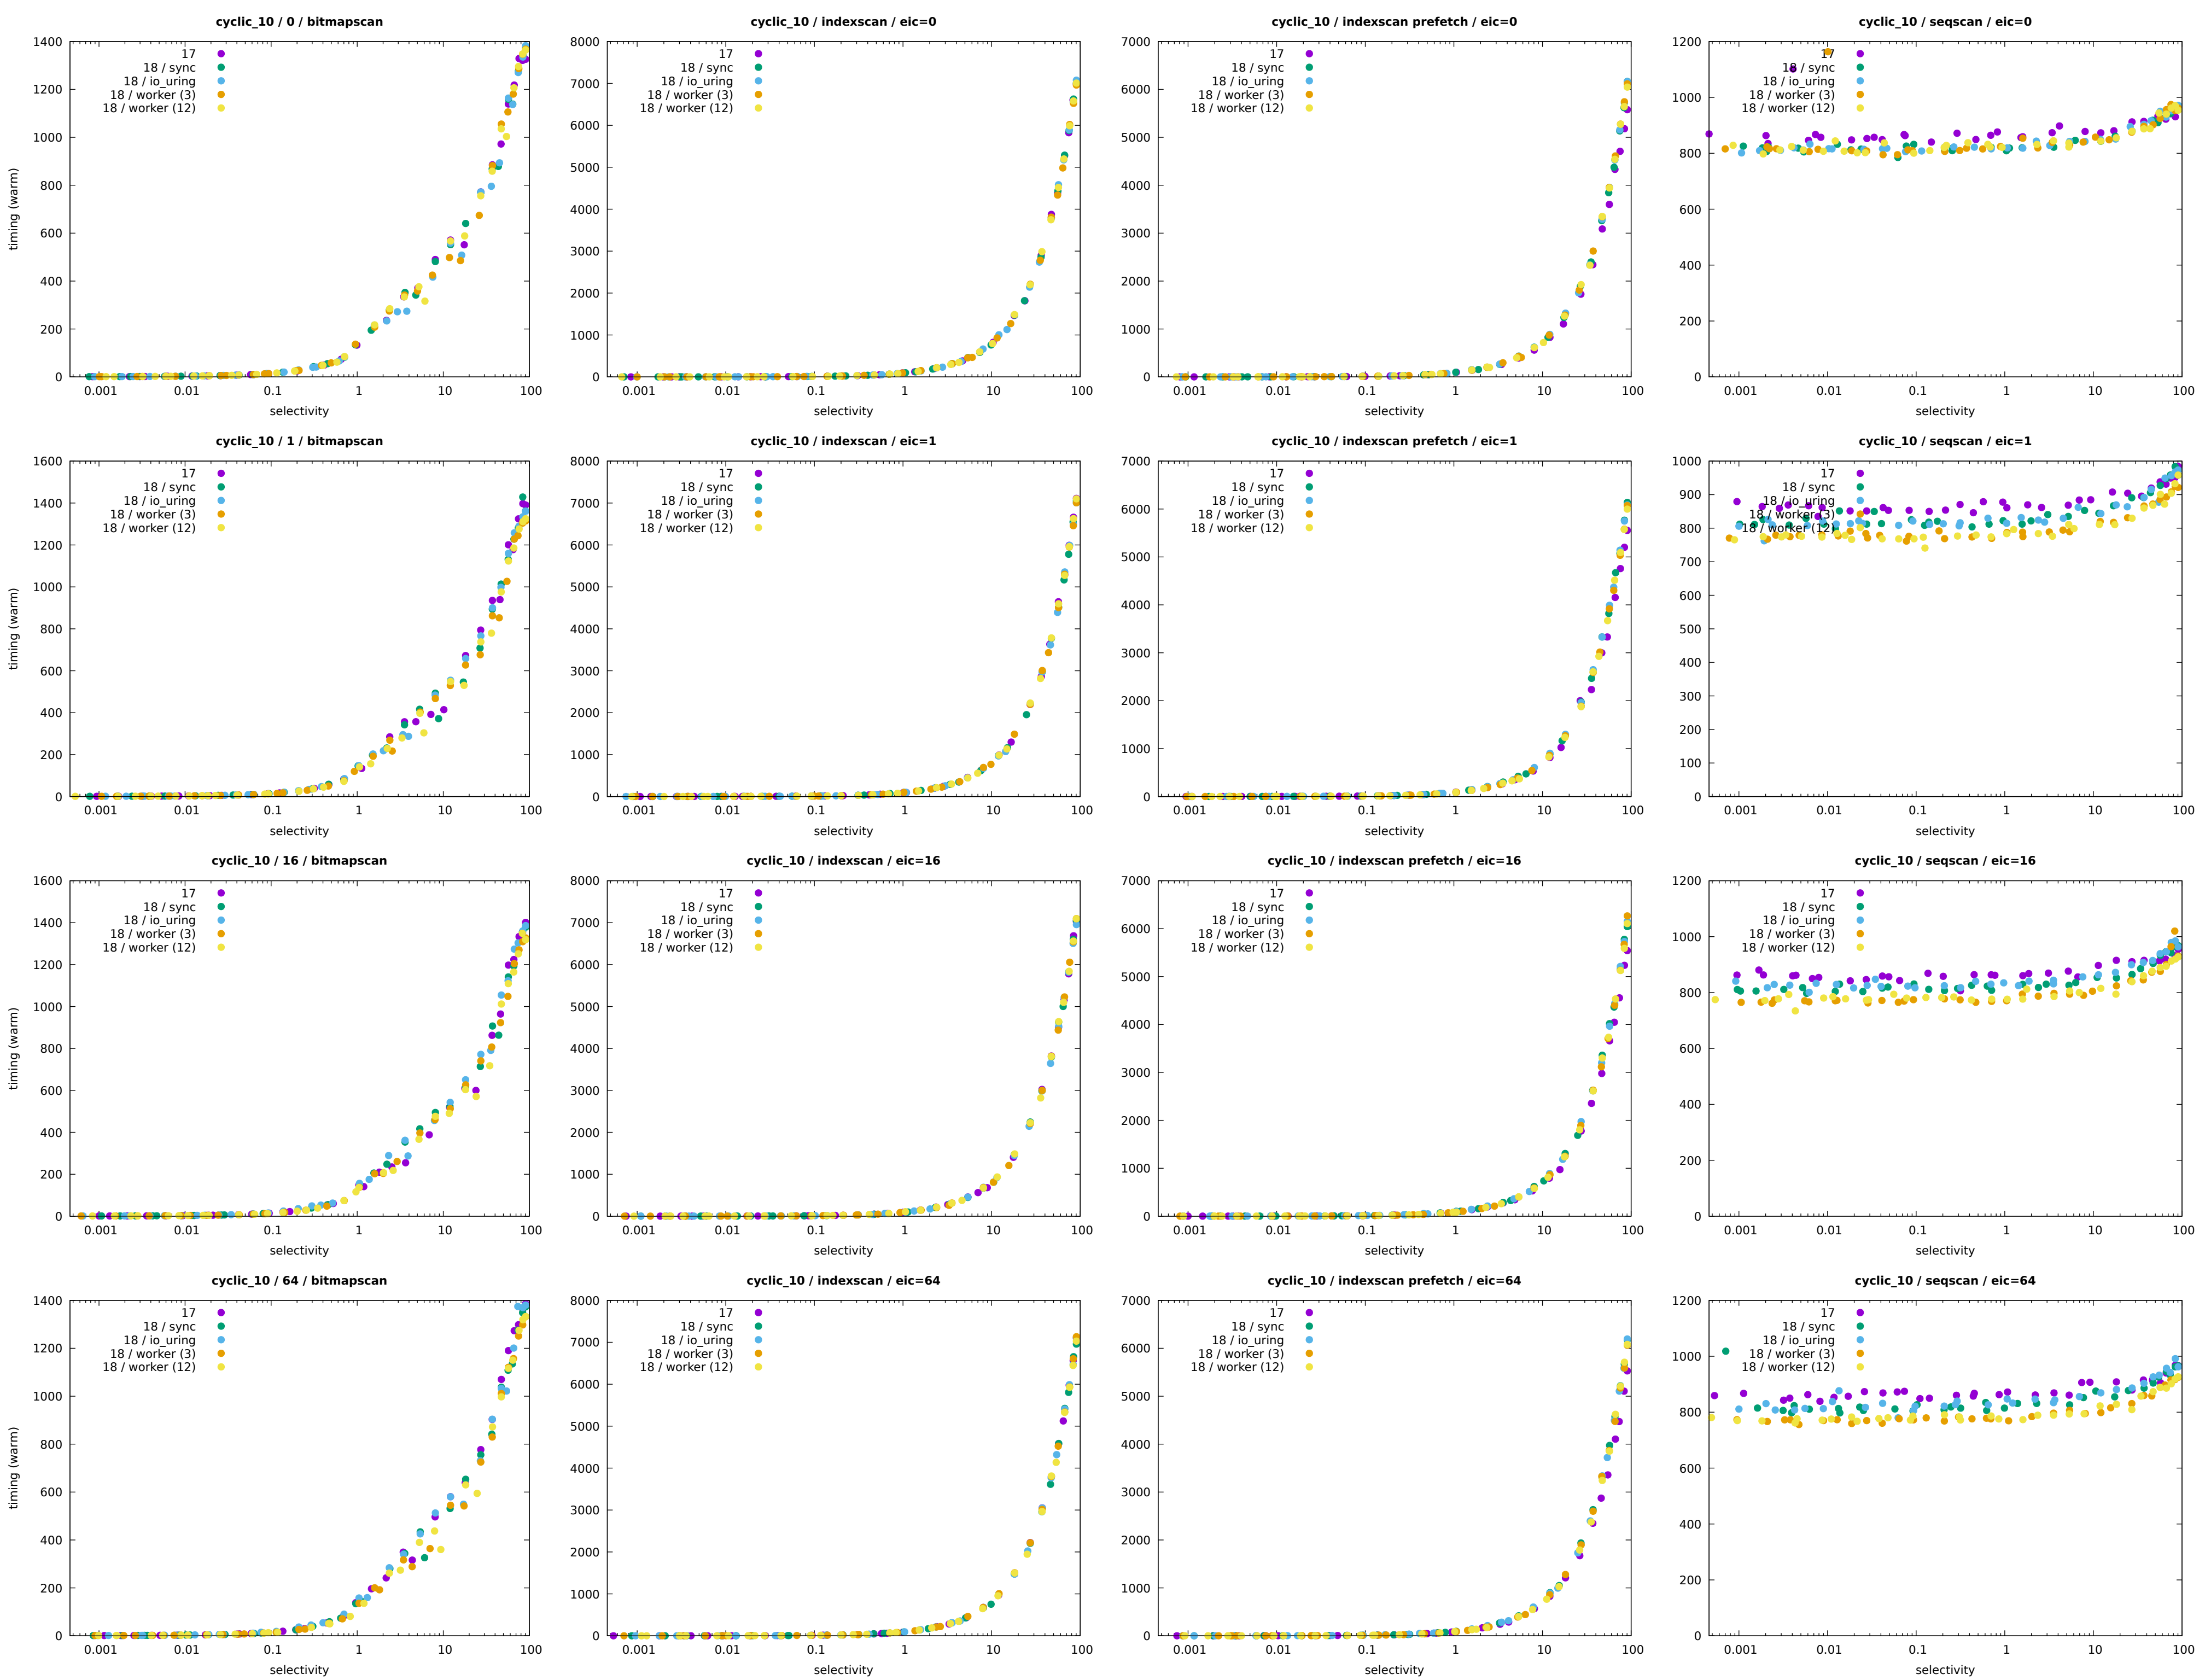 cyclic_10 / 0 / bitmapscan
timing (warm)
1400
1200
1000
800
600
400
200
0
17
18 / sync
18 / io_uring
18 / worker (3)
18 / worker (12)
0.001 0.01 0.1 1 10 100
selectivity
cyclic_10 / indexscan / eic=0
8000
7000
6000
5000
4000
3000
2000
1000
0
17
18 / sync
18 / io_uring
18 / worker (3)
18 / worker (12)
0.001 0.01 0.1 1 10 100
selectivity
cyclic_10 / indexscan prefetch / eic=0
7000
6000
5000
4000
3000
2000
1000
0
17
18 / sync
18 / io_uring
18 / worker (3)
18 / worker (12)
0.001 0.01 0.1 1 10 100
selectivity
cyclic_10 / seqscan / eic=0
1200
1000
800
600
400
200
0
17
18 / sync
18 / io_uring
18 / worker (3)
18 / worker (12)
0.001 0.01 0.1 1 10 100
selectivity
cyclic_10 / 1 / bitmapscan
timing (warm)
1600
1400
1200
1000
800
600
400
200
0
17
18 / sync
18 / io_uring
18 / worker (3)
18 / worker (12)
0.001 0.01 0.1 1 10 100
selectivity
cyclic_10 / indexscan / eic=1
8000
7000
6000
5000
4000
3000
2000
1000
0
17
18 / sync
18 / io_uring
18 / worker (3)
18 / worker (12)
0.001 0.01 0.1 1 10 100
selectivity
cyclic_10 / indexscan prefetch / eic=1
7000
6000
5000
4000
3000
2000
1000
0
17
18 / sync
18 / io_uring
18 / worker (3)
18 / worker (12)
0.001 0.01 0.1 1 10 100
selectivity
cyclic_10 / seqscan / eic=1
1000
900
800
700
600
500
400
300
200
100
0
17
18 / sync
18 / io_uring
18 / worker (3)
18 / worker (12)
0.001 0.01 0.1 1 10 100
selectivity
cyclic_10 / 16 / bitmapscan
timing (warm)
1600
1400
1200
1000
800
600
400
200
0
17
18 / sync
18 / io_uring
18 / worker (3)
18 / worker (12)
0.001 0.01 0.1 1 10 100
selectivity
cyclic_10 / indexscan / eic=16
8000
7000
6000
5000
4000
3000
2000
1000
0
17
18 / sync
18 / io_uring
18 / worker (3)
18 / worker (12)
0.001 0.01 0.1 1 10 100
selectivity
cyclic_10 / indexscan prefetch / eic=16
7000
6000
5000
4000
3000
2000
1000
0
17
18 / sync
18 / io_uring
18 / worker (3)
18 / worker (12)
0.001 0.01 0.1 1 10 100
selectivity
cyclic_10 / seqscan / eic=16
1200
1000
800
600
400
200
0
17
18 / sync
18 / io_uring
18 / worker (3)
18 / worker (12)
0.001 0.01 0.1 1 10 100
selectivity
cyclic_10 / 64 / bitmapscan
timing (warm)
1400
1200
1000
800
600
400
200
0
17
18 / sync
18 / io_uring
18 / worker (3)
18 / worker (12)
0.001 0.01 0.1 1 10 100
selectivity
cyclic_10 / indexscan / eic=64
8000
7000
6000
5000
4000
3000
2000
1000
0
17
18 / sync
18 / io_uring
18 / worker (3)
18 / worker (12)
0.001 0.01 0.1 1 10 100
selectivity
cyclic_10 / indexscan prefetch / eic=64
7000
6000
5000
4000
3000
2000
1000
0
17
18 / sync
18 / io_uring
18 / worker (3)
18 / worker (12)
0.001 0.01 0.1 1 10 100
selectivity
cyclic_10 / seqscan / eic=64
1200
1000
800
600
400
200
0
17
18 / sync
18 / io_uring
18 / worker (3)
18 / worker (12)
0.001 0.01 0.1 1 10 100
selectivity